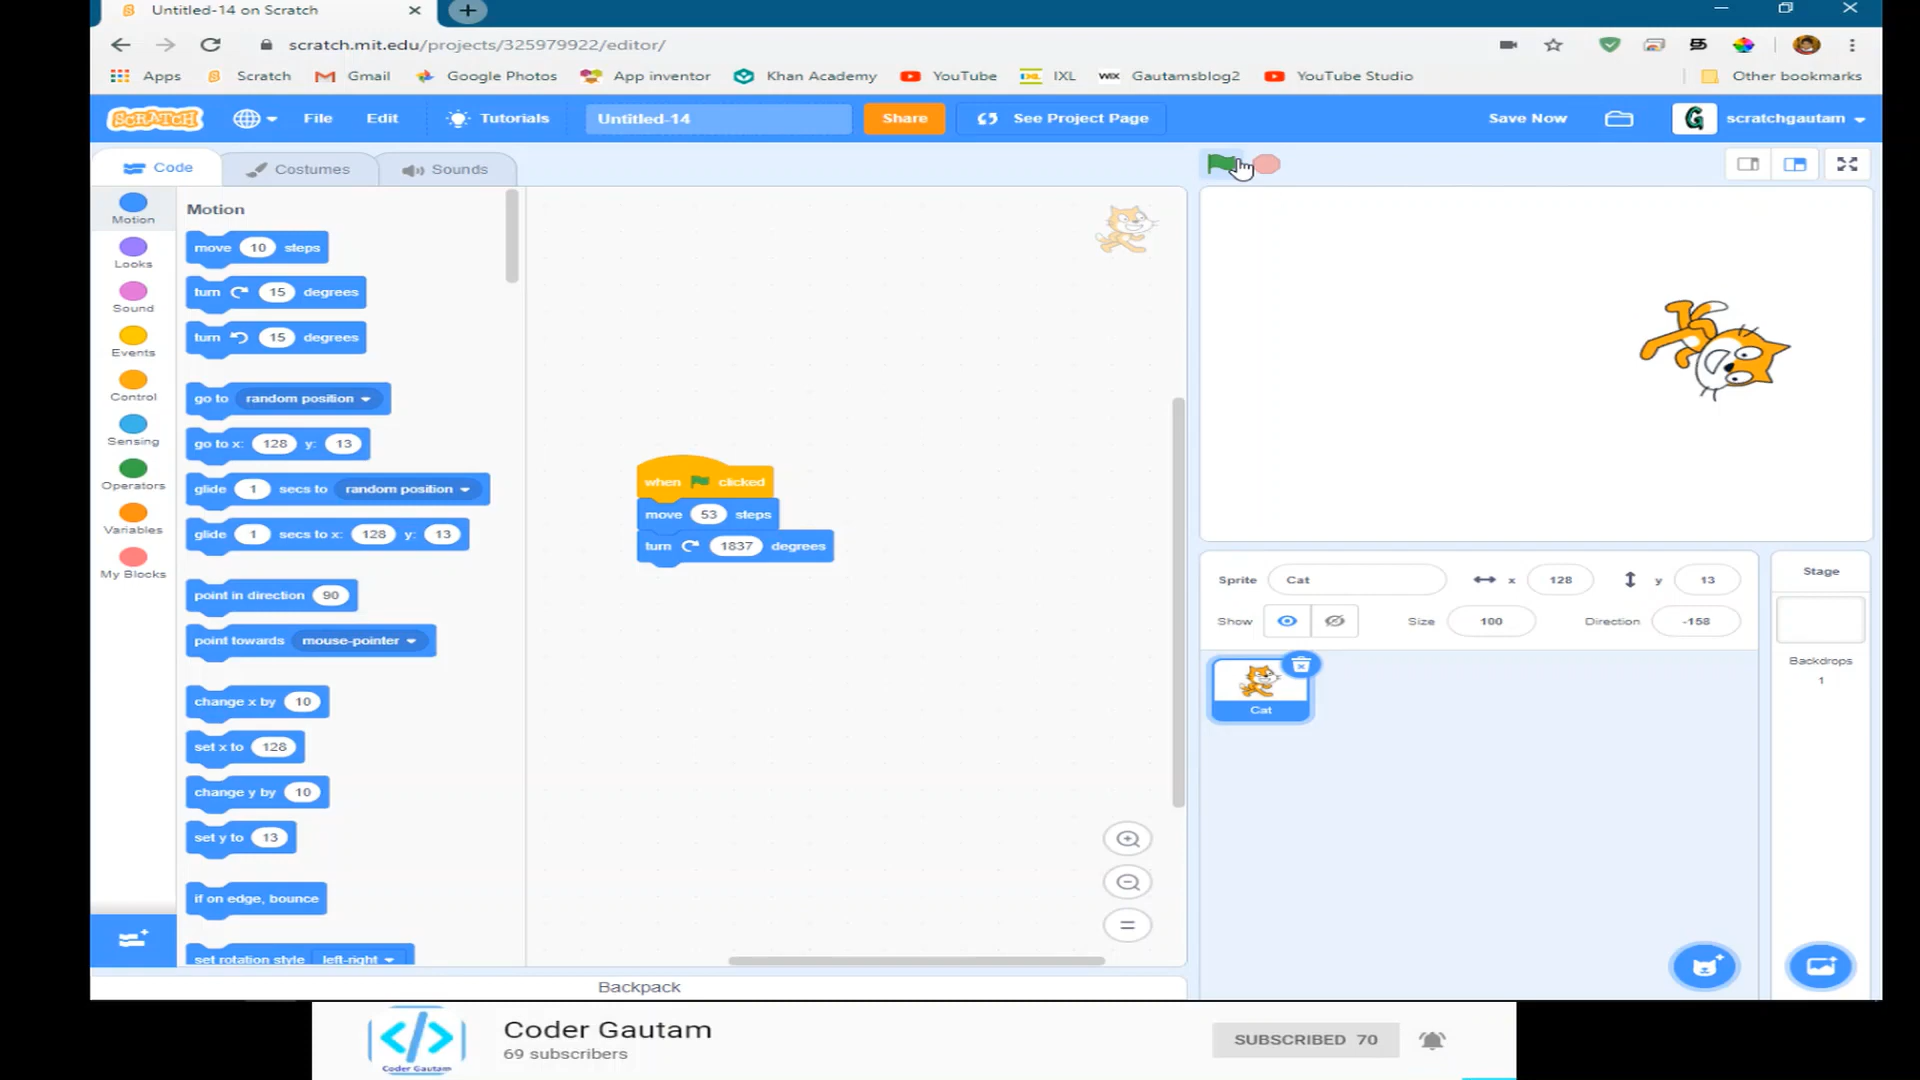 Untitled-14 on Scratch
scratch.mit.edu/projects/325979922/editor/
Apps Scratch Gmail Google Photos App inventor Khan Academy YouTube IXL WIX Gautamsblog2 YouTube Studio Other bookmarks
SCRATCH File Edit Tutorials Untitled-14 Share See Project Page Save Now scratchgautam
Code Costumes Sounds
Motion
Looks
Sound
Events
Control
Sensing
Operators
Variables
My Blocks
Motion
move 10 steps
turn 15 degrees
turn 15 degrees
go to random position
go to x: 128 y: 13
glide 1 secs to random position
glide 1 secs to x: 128 y: 13
point in direction 90
point towards mouse-pointer
change x by 10
set x to 128
change y by 10
set y to 13
if on edge, bounce
set rotation style left-right
when clicked
move 53 steps
turn 1837 degrees
Sprite Cat x 128 y 13
Show Size 100 Direction -158
Cat
Stage
Backdrops
1
Backpack
Coder Gautam
69 subscribers
Coder Gautam
SUBSCRIBED 70